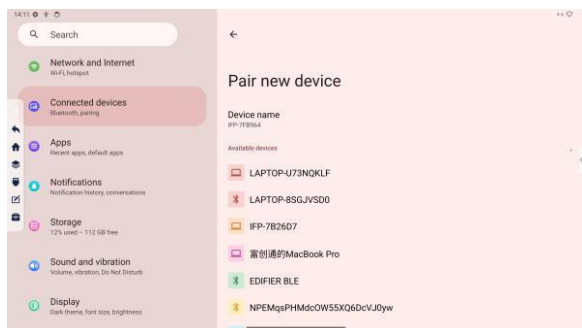 14:11
Search
Network and Internet
Wi-Fi, hotspot
Connected devices
Bluetooth, pairing
Apps
Recent apps, default apps
Notifications
Notification history, conversations
Storage
12% used – 112 GB free
Sound and vibration
Volume, vibration, Do Not Disturb
Display
Dark theme, font size, brightness
Pair new device
Device name
IFP-7FB964
Available devices
LAPTOP-U73NQKLF
LAPTOP-8SGJVSD0
IFP-7B26D7
富创通的MacBook Pro
EDIFIER BLE
NPEMqsPHMdcOW55XQ6DcVJ0yw